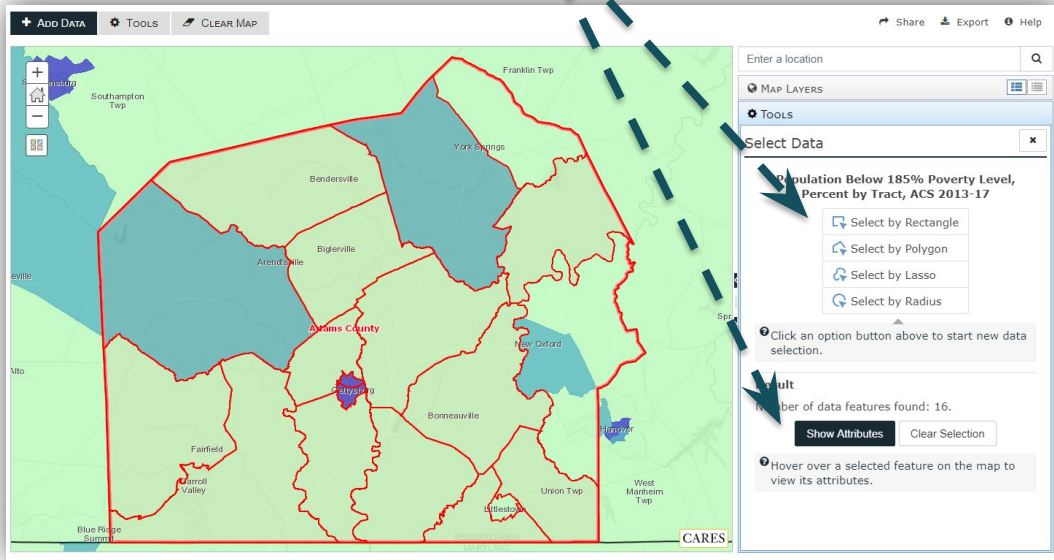 + ADD DATA
TOOLS
CLEAR MAP
Share
Export
Help
Enter a location
MAP LAYERS
TOOLS
Select Data
×
Population Below 185% Poverty Level,
Percent by Tract, ACS 2013-17
Select by Rectangle
Select by Polygon
Select by Lasso
Select by Radius
Click an option button above to start new data
selection.
Result
Number of data features found: 16.
Show Attributes
Clear Selection
Hover over a selected feature on the map to
view its attributes.
+
−
Southampton
Twp
Franklin Twp
York Springs
Bendersville
Biglerville
Arendtsville
Adams County
New Oxford
Gettysburg
Bonneauville
Hanover
Fairfield
Carroll
Valley
Union Twp
West
Manheim
Twp
Littlestown
Blue Ridge
Summit
PENNSYLVANIA
MARYLAND
CARES